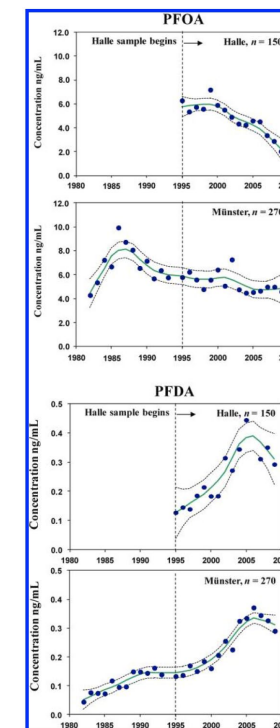 PFOA
12.0
Halle sample begins
Halle, n = 150
10.0
8.0
6.0
4.0
2.0
0.0
Concentration ng/mL
1980 1985 1990 1995 2000 2005
12.0
Münster, n = 270
10.0
8.0
6.0
4.0
2.0
0.0
Concentration ng/mL
1980 1985 1990 1995 2000 2005
PFDA
0.5
Halle sample begins
Halle, n = 150
0.4
0.3
0.2
0.1
0.0
Concentration ng/mL
1980 1985 1990 1995 2000 2005
0.5
Münster, n = 270
0.4
0.3
0.2
0.1
0.0
Concentration ng/mL
1980 1985 1990 1995 2000 2005